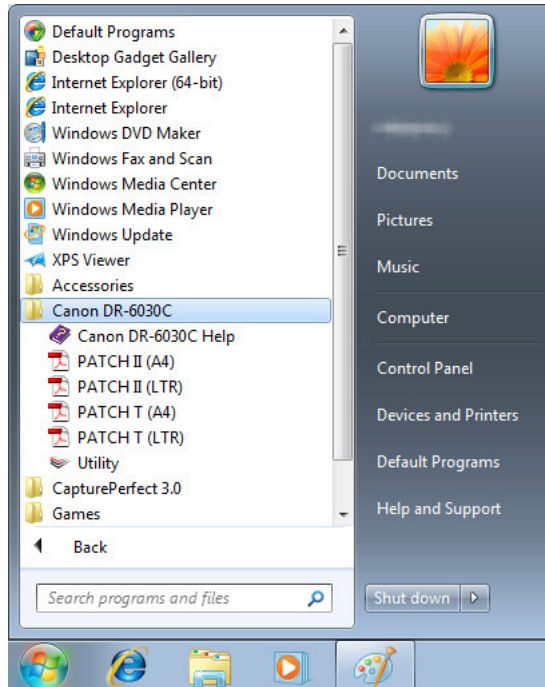 Default Programs
Desktop Gadget Gallery
Internet Explorer (64-bit)
Internet Explorer
Windows DVD Maker
Windows Fax and Scan
Windows Media Center
Windows Media Player
Windows Update
XPS Viewer
Accessories
Canon DR-6030C
Canon DR-6030C Help
PATCH II (A4)
PATCH II (LTR)
PATCH T (A4)
PATCH T (LTR)
Utility
CapturePerfect 3.0
Games
Back
Search programs and files
Documents
Pictures
Music
Computer
Control Panel
Devices and Printers
Default Programs
Help and Support
Shut down